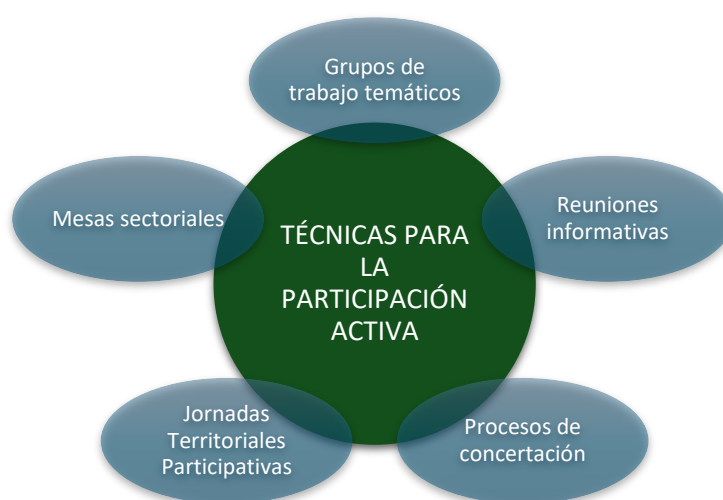 Grupos de
trabajo temáticos
Mesas sectoriales
Reuniones
informativas
TÉCNICAS PARA
LA
PARTICIPACIÓN
ACTIVA
Jornadas
Territoriales
Participativas
Procesos de
concertación